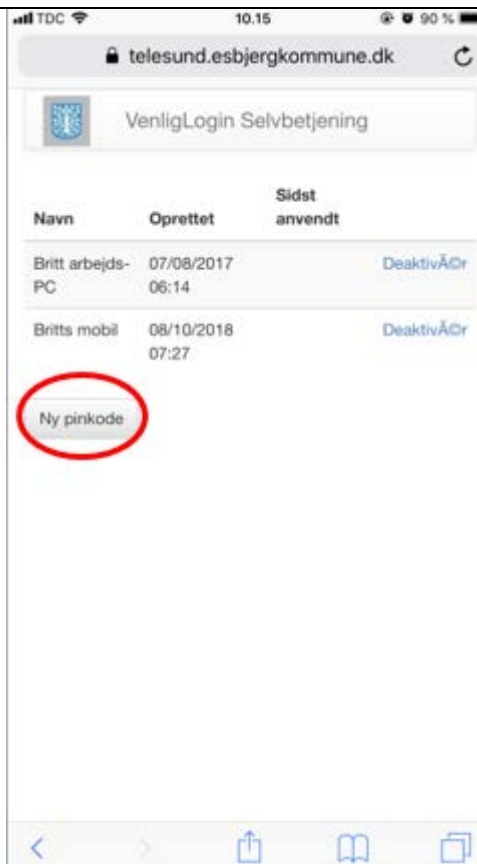 TDC 10.15 90 %
telesund.esbjergkommune.dk
VenligLogin Selvbetjening
Navn Oprettet Sidst anvendt
Britt arbejds-PC 07/08/2017 06:14 DeaktivÃ©r
Britts mobil 08/10/2018 07:27 DeaktivÃ©r
Ny pinkode